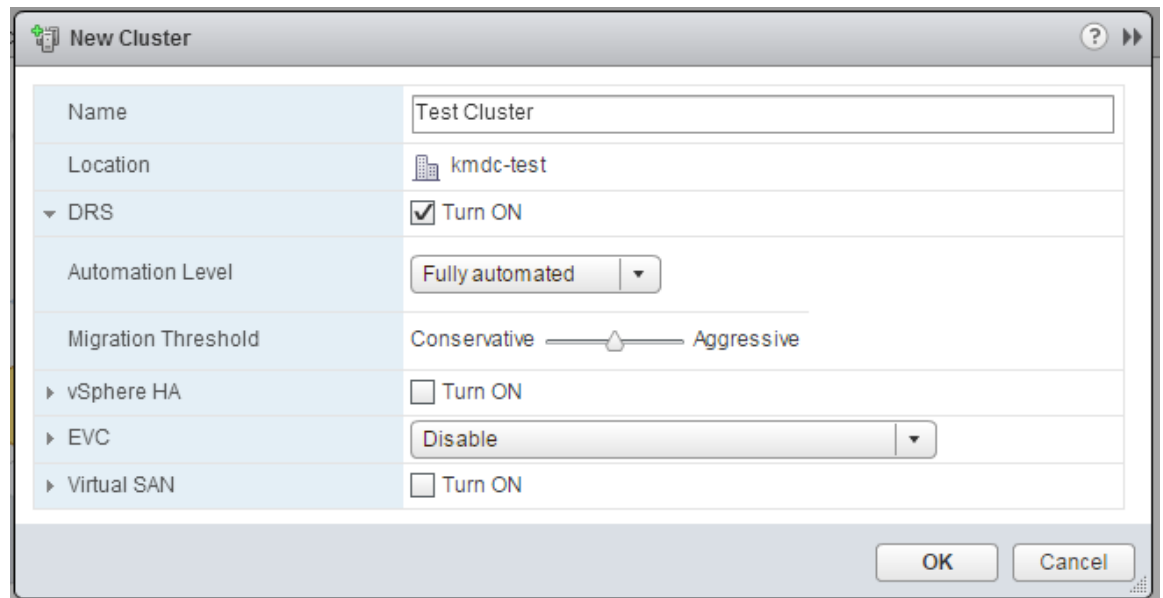 New Cluster ?
Name Test Cluster
Location kmdc-test
DRS Turn ON
Automation Level Fully automated
Migration Threshold Conservative Aggressive
vSphere HA Turn ON
EVC Disable
Virtual SAN Turn ON
OK Cancel